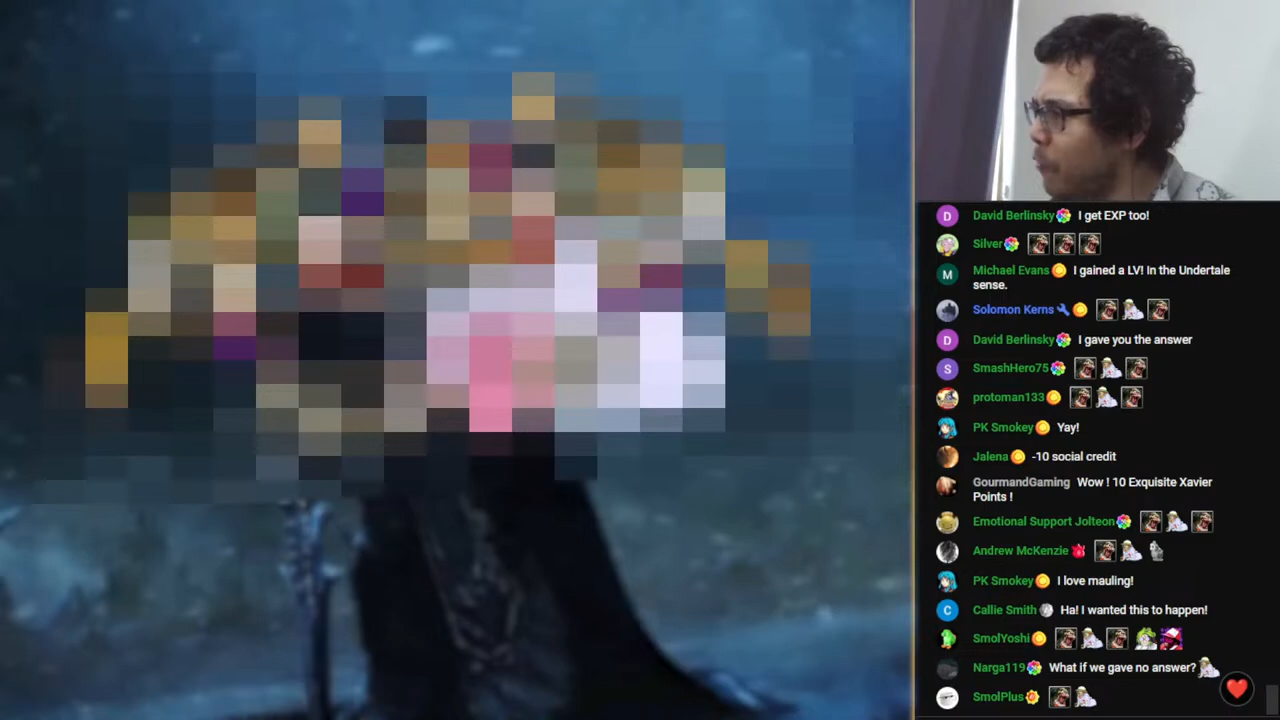 D David Berlinsky I get EXP too!
Silver
M Michael Evans I gained a LV! In the Undertale
sense.
Solomon Kerns
David Berlinsky I gave you the answer
S SmashHero75
protoman133
PK Smokey Yay!
Jalena -10 social credit
GourmandGaming Wow ! 10 Exquisite Xavier
Points !
Emotional Support Jolteon
Andrew McKenzie
PK Smokey I love mauling!
C Callie Smith Ha! I wanted this to happen!
SmolYoshi
Narga119 What if we gave no answer?
SmolPlus